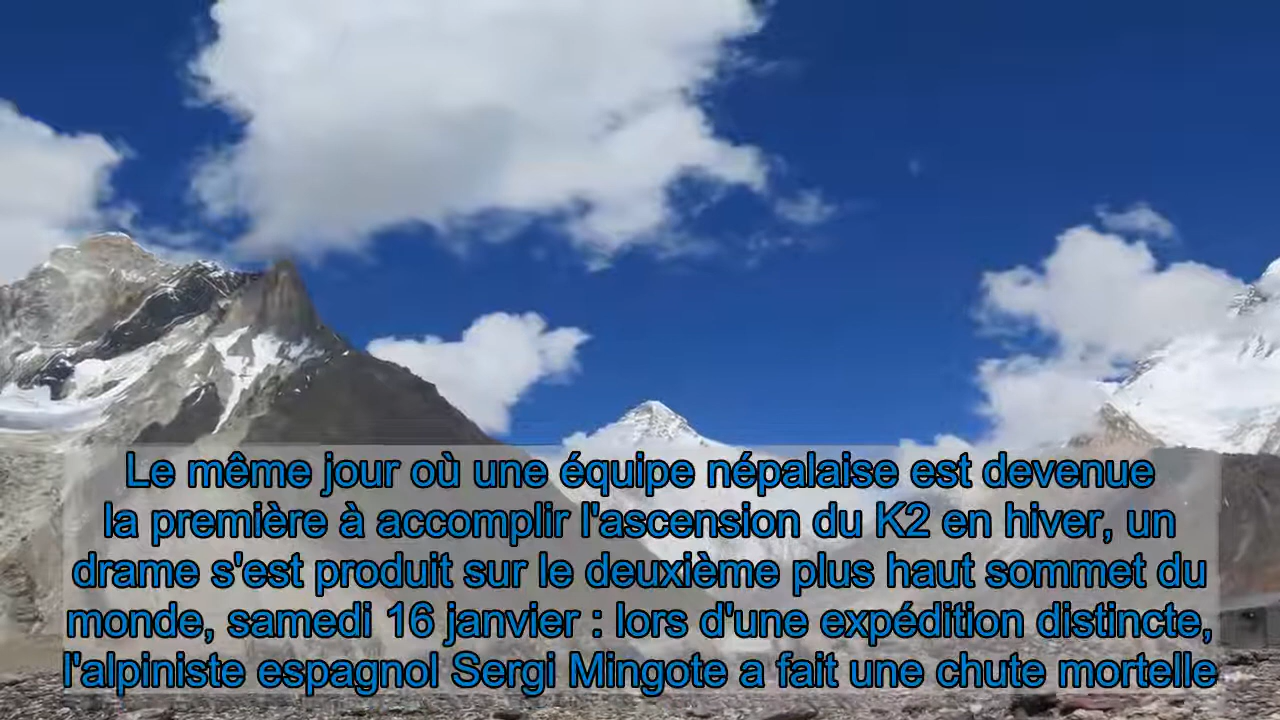 Le même jour où une équipe népalaise est devenue
la première à accomplir l'ascension du K2 en hiver, un
drame s'est produit sur le deuxième plus haut sommet du
monde, samedi 16 janvier : lors d'une expédition distincte,
l'alpiniste espagnol Sergi Mingote a fait une chute mortelle